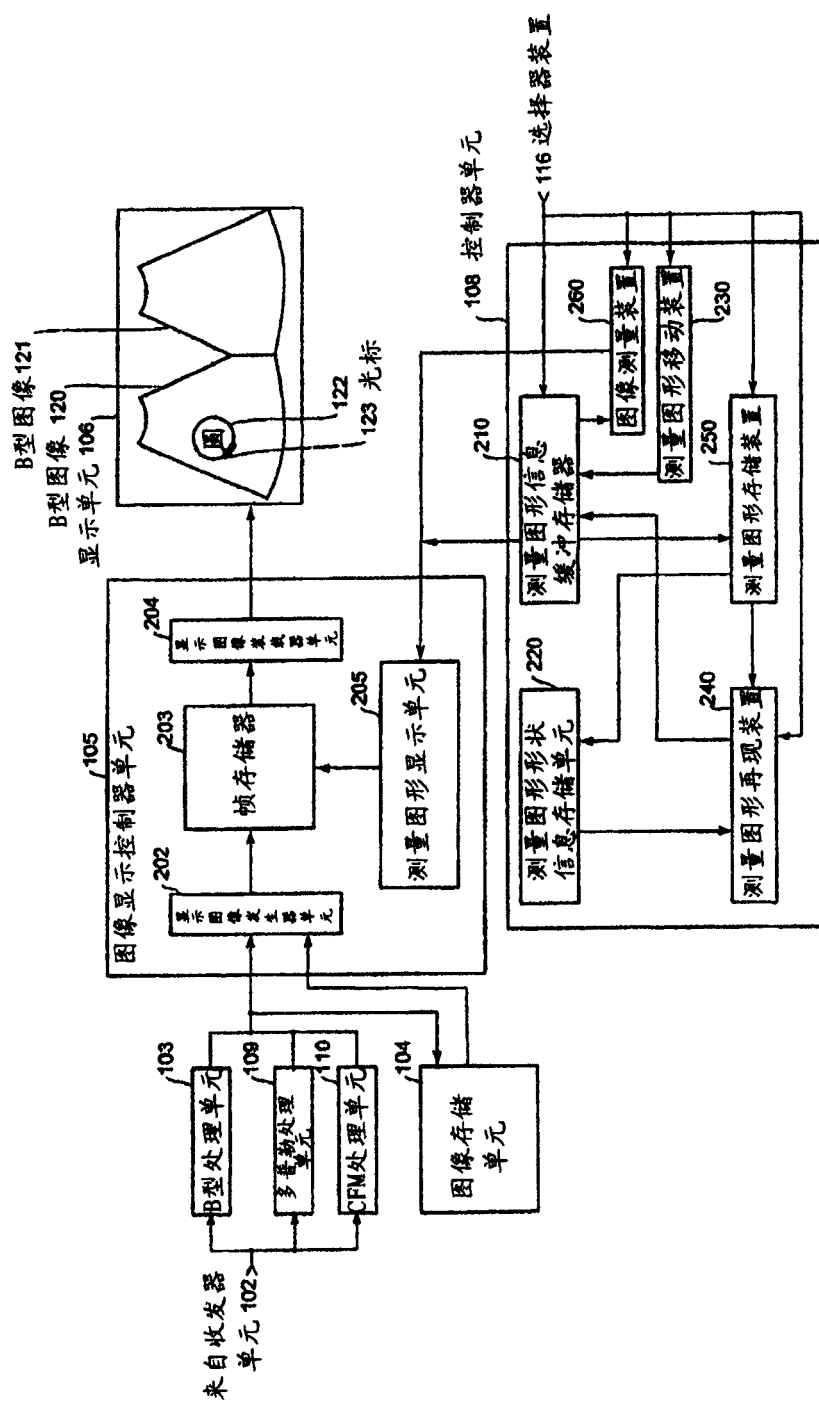 来自收发器
单元 102
103
B型处理单元
109
多普勒处理
单元
110
CFM处理单元
104
图像存储
单元
105
图像显示控制器单元
202
显示图像发生器单元
203
帧存储器
204
显示图像装载器单元
205
测量图形显示单元
B型图像 121
B型图像 120
显示单元 106
圆
122
123 光标
108 控制器单元
116 选择器装置
210
测量图形信息
缓冲存储器
260
图像测量装置
测量图形移动装置
230
220
测量图形形状
信息存储单元
240
测量图形再现装置
250
测量图形存储装置